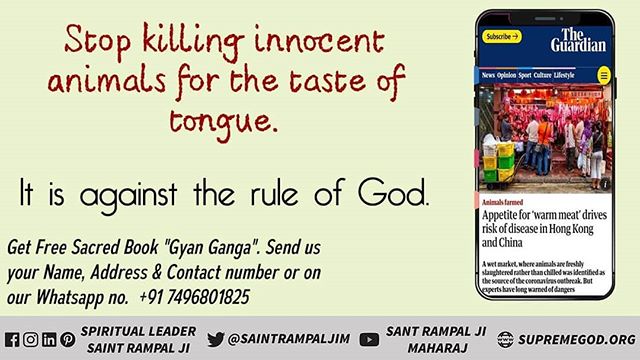 Stop killing innocent
animals for the taste of
tongue.
It is against the rule of God.
Get Free Sacred Book "Gyan Ganga". Send us
your Name, Address & Contact number or on
our Whatsapp no. +91 7496801825
Subscribe →
The
Guardian
News Opinion Sport Culture Lifestyle
Animals farmed
Appetite for 'warm meat' drives
risk of disease in Hong Kong
and China
A wet market, where animals are freshly
slaughtered rather than chilled was identified as
the source of the coronavirus outbreak. But
experts have long warned of dangers
SPIRITUAL LEADER
SAINT RAMPAL JI
@SAINTRAMPALJIM
SANT RAMPAL JI
MAHARAJ
SUPREMEGOD.ORG